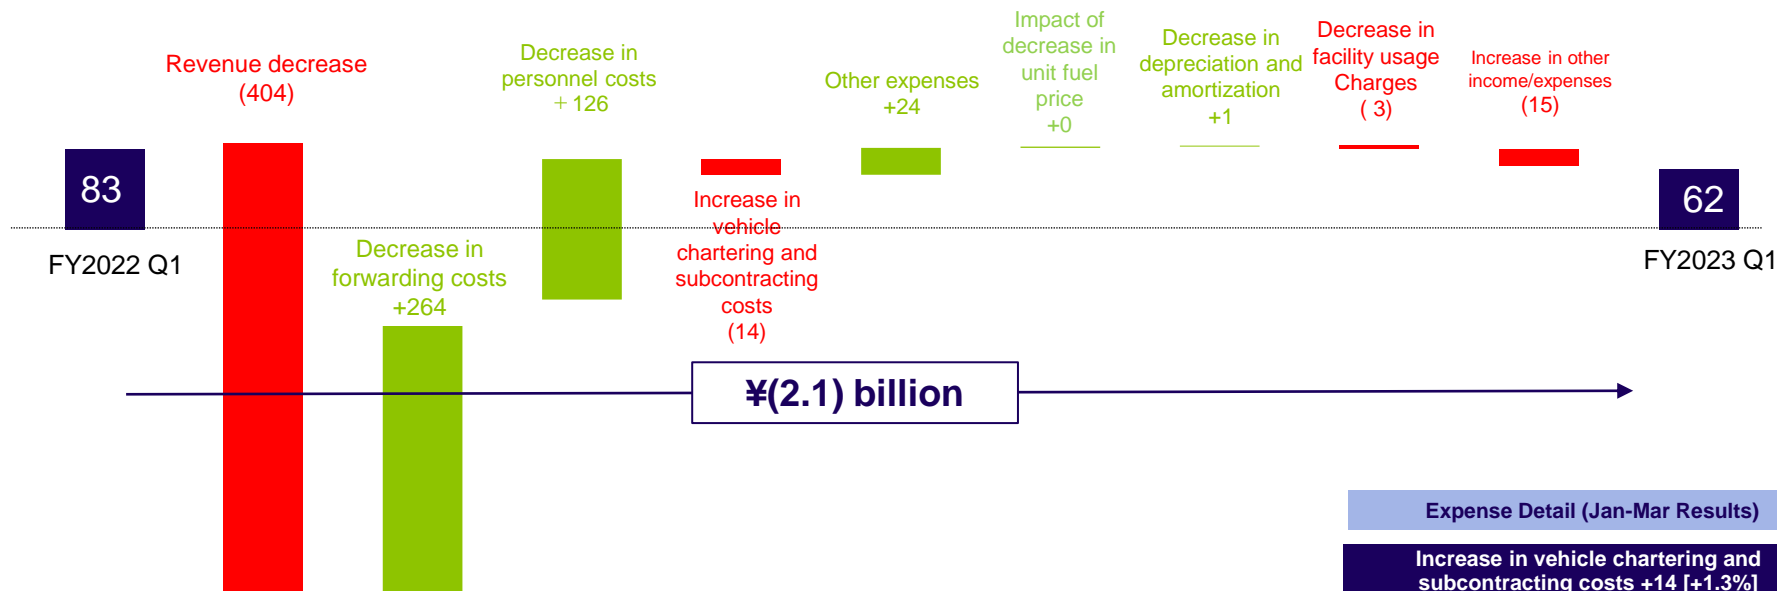 Revenue decrease
(404)
Decrease in
personnel costs
+126
Other expenses
+24
Impact of
decrease in
unit fuel
price
+0
Decrease in
depreciation and
amortization
+1
Decrease in
facility usage
Charges
( 3)
Increase in other
income/expenses
(15)
83
FY2022 Q1
Decrease in
forwarding costs
+264
Increase in
vehicle
chartering and
subcontracting
costs
(14)
62
FY2023 Q1
¥(2.1) billion
Expense Detail (Jan-Mar Results)
Increase in vehicle chartering and
subcontracting costs +14 [+1.3%]